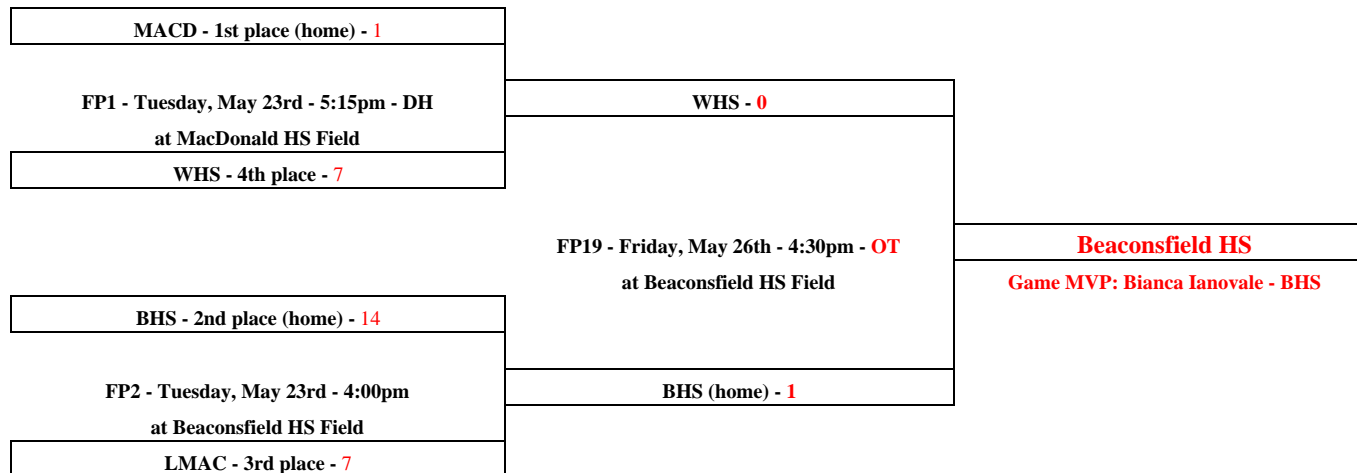 MACD - 1st place (home) - 1
FP1 - Tuesday, May 23rd - 5:15pm - DH
at MacDonald HS Field
WHS - 4th place - 7
WHS - 0
FP19 - Friday, May 26th - 4:30pm - OT
at Beaconsfield HS Field
Beaconsfield HS
Game MVP: Bianca Ianovale - BHS
BHS - 2nd place (home) - 14
FP2 - Tuesday, May 23rd - 4:00pm
at Beaconsfield HS Field
LMAC - 3rd place - 7
BHS (home) - 1